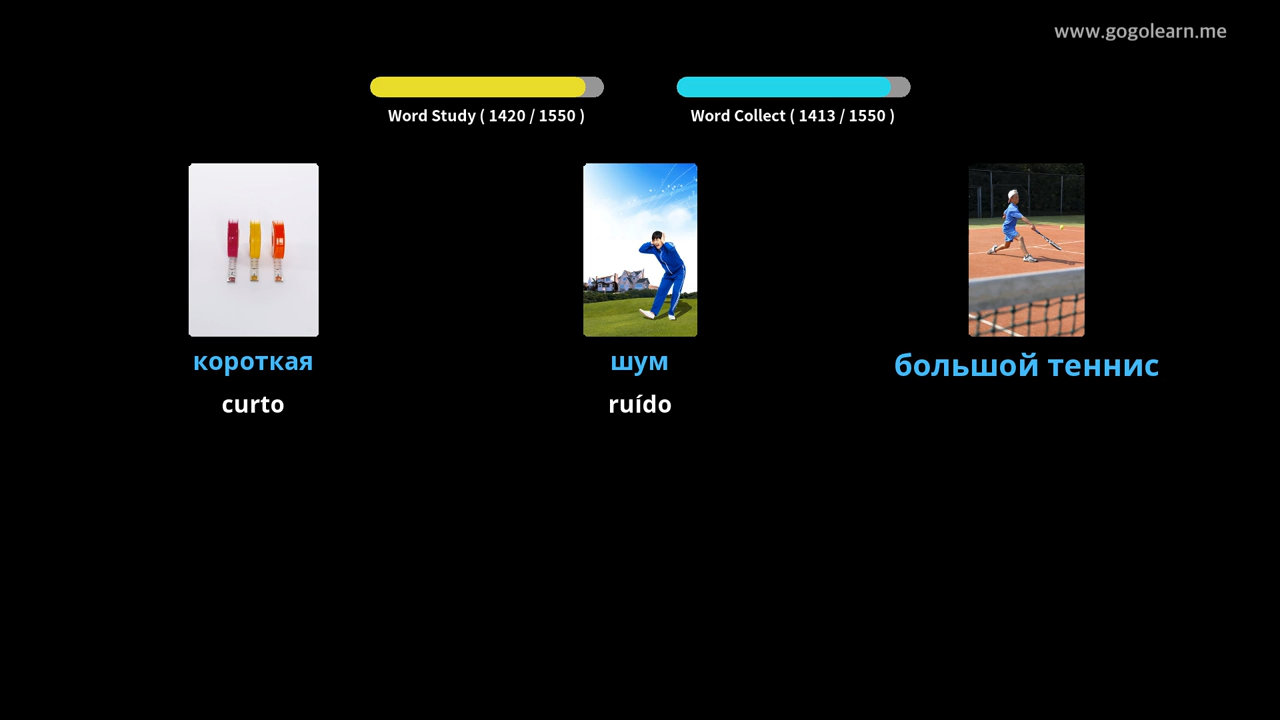 www.gogolearn.me
Word Study ( 1420 / 1550 )
Word Collect ( 1413 / 1550 )
короткая
шум
большой теннис
curto
ruído